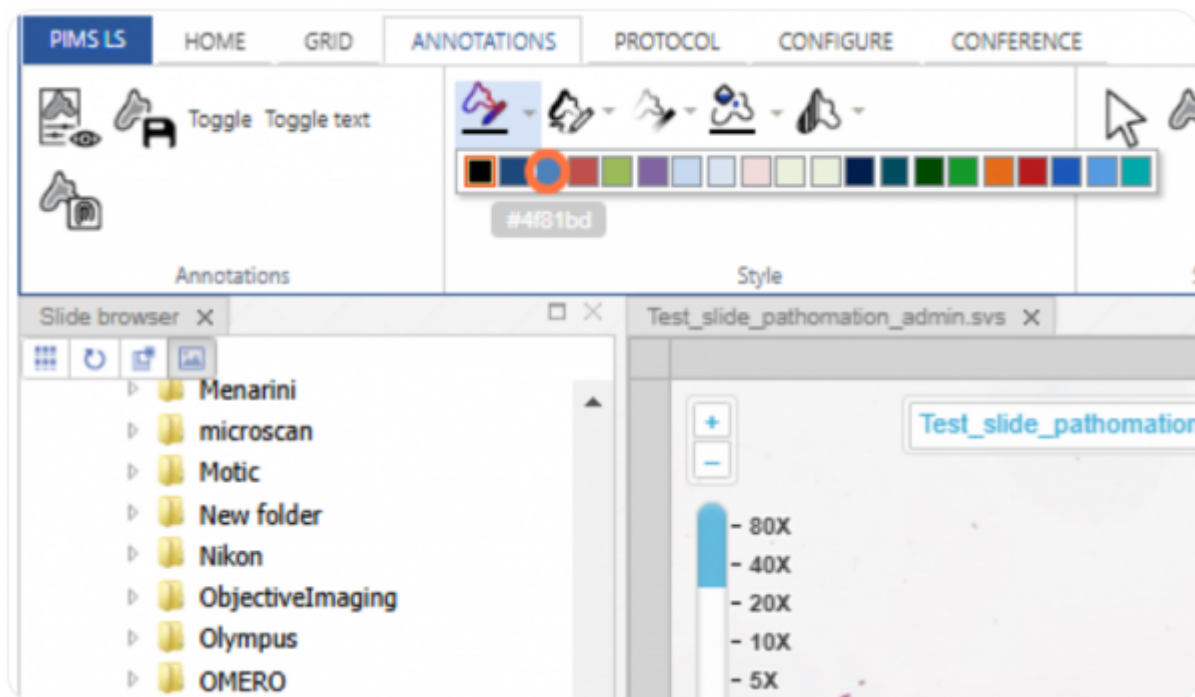 PIMS LS HOME GRID ANNOTATIONS PROTOCOL CONFIGURE CONFERENCE
Toggle Toggle text
#4f81bd
Annotations Style
Slide browser
Test_slide_pathomation_admin.svs
Menarini
microscan
Motic
New folder
Nikon
ObjectiveImaging
Olympus
OMERO
Test_slide_pathomation
80X
40X
20X
10X
5X